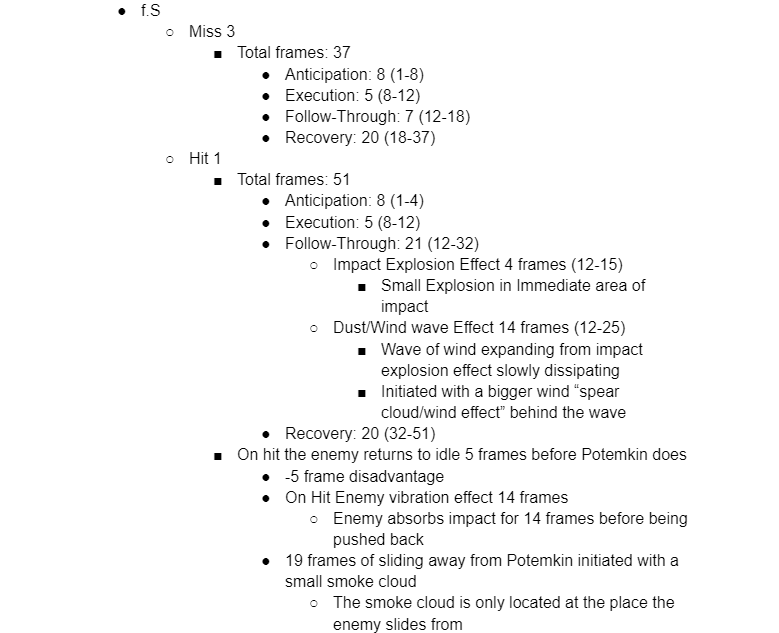 ● f.S
○ Miss 3
■ Total frames: 37
● Anticipation: 8 (1-8)
● Execution: 5 (8-12)
● Follow-Through: 7 (12-18)
● Recovery: 20 (18-37)
○ Hit 1
■ Total frames: 51
● Anticipation: 8 (1-4)
● Execution: 5 (8-12)
● Follow-Through: 21 (12-32)
○ Impact Explosion Effect 4 frames (12-15)
■ Small Explosion in Immediate area of
impact
○ Dust/Wind wave Effect 14 frames (12-25)
■ Wave of wind expanding from impact
explosion effect slowly dissipating
■ Initiated with a bigger wind “spear
cloud/wind effect” behind the wave
● Recovery: 20 (32-51)
■ On hit the enemy returns to idle 5 frames before Potemkin does
● -5 frame disadvantage
● On Hit Enemy vibration effect 14 frames
○ Enemy absorbs impact for 14 frames before being
pushed back
● 19 frames of sliding away from Potemkin initiated with a
small smoke cloud
○ The smoke cloud is only located at the place the
enemy slides from